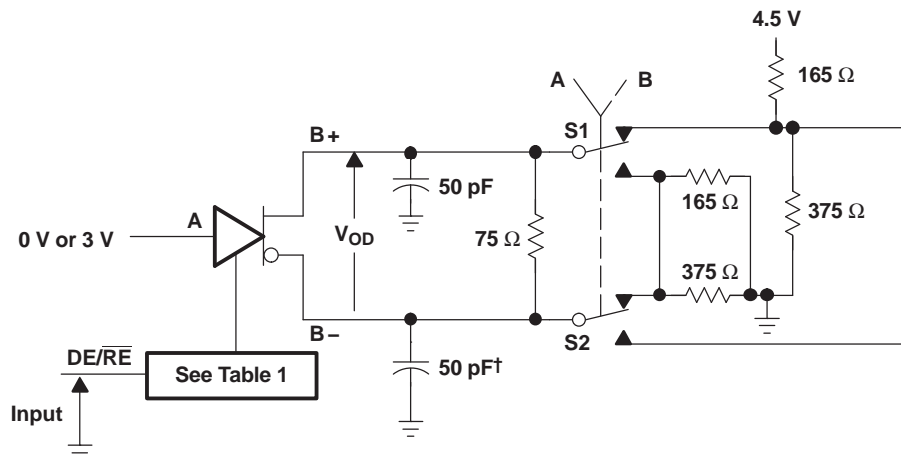 4.5 V
165 Ω
A
B
S1
B+
50 pF
165 Ω
375 Ω
A
0 V or 3 V
VOD
75 Ω
375 Ω
B–
S2
DE/RE
See Table 1
50 pF†
Input